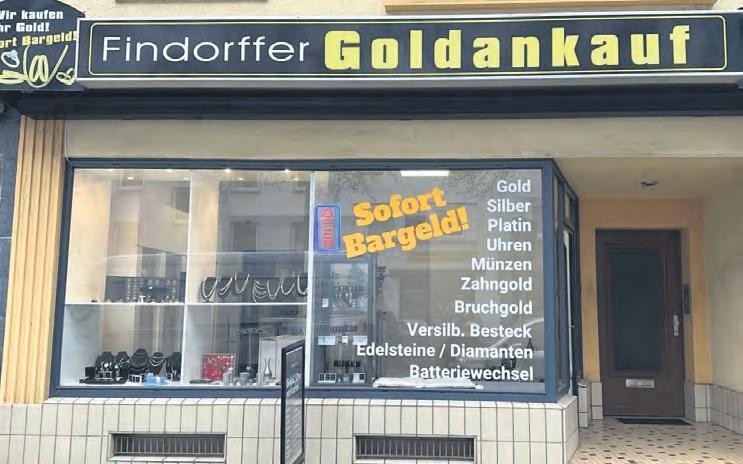 Wir kaufen
Ihr Gold!
Sofort Bargeld!
Findorffer Goldankauf
OPEN
Sofort
Bargeld!
Gold
Silber
Platin
Uhren
Münzen
Zahngold
Bruchgold
Versilb. Besteck
Edelsteine / Diamanten
Batteriewechsel